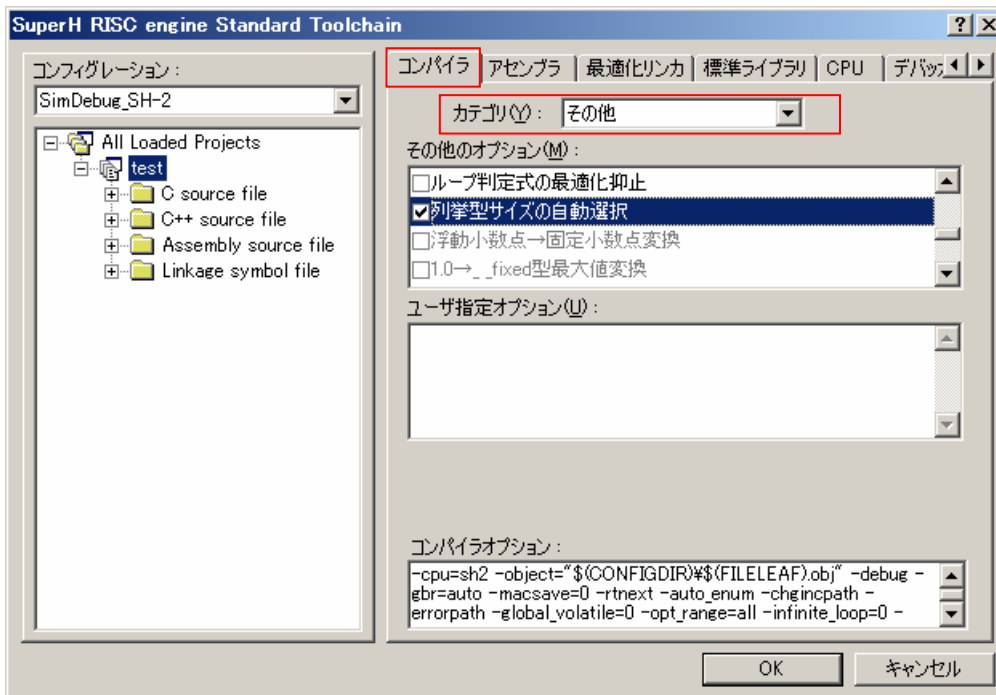 SuperH RISC engine Standard Toolchain
コンフィグレーション :
SimDebug_SH-2
All Loaded Projects
test
C source file
C++ source file
Assembly source file
Linkage symbol file
コンパイラ アセンブラ 最適化リンカ 標準ライブラリ CPU デバッ
カテゴリ(Y) : その他
その他のオプション(M) :
ループ判定式の最適化抑止
列挙型サイズの自動選択
浮動小数点→固定小数点変換
1.0→_ _fixed型最大値変換
ユーザ指定オプション(U) :
コンパイラオプション :
-cpu=sh2 -object="$(CONFIGDIR)¥$(FILELEAF).obj" -debug -
gbr=auto -macsave=0 -rtnext -auto_enum -chgincpath -
errorpath -global_volatile=0 -opt_range=all -infinite_loop=0 -
OK キャンセル